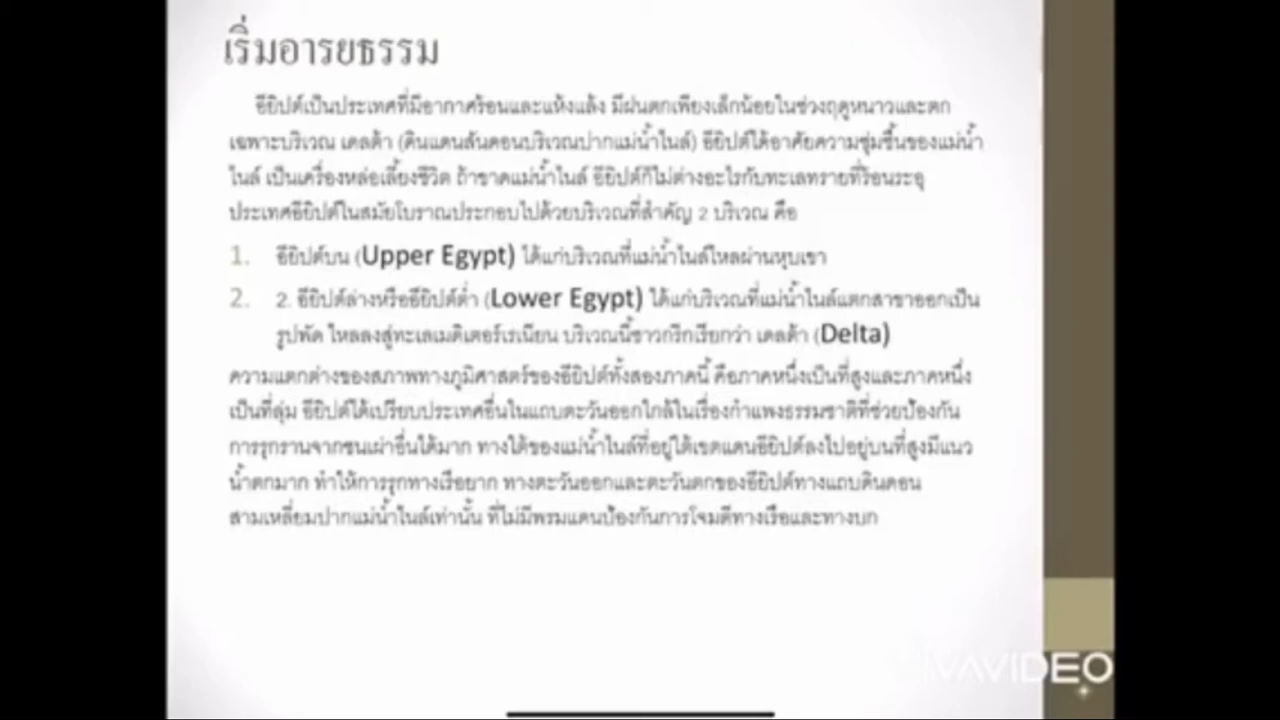 เริ่มอารยธรรม
อียิปต์เป็นประเทศที่มีอากาศร้อนและแห้งแล้ง มีฝนตกเพียงเล็กน้อยในช่วงฤดูหนาวและตก
เฉพาะบริเวณ เดลต้า (ดินแดนสันดอนบริเวณปากแม่น้ำไนล์) อียิปต์ได้อาศัยความชุ่มชื้นของแม่น้ำ
ไนล์ เป็นเครื่องหล่อเลี้ยงชีวิต ถ้าขาดแม่น้ำไนล์ อียิปต์ก็ไม่ต่างอะไรกับทะเลทรายที่ร้อนระอุ
ประเทศอียิปต์ในสมัยโบราณประกอบไปด้วยบริเวณที่สำคัญ 2 บริเวณ คือ
1. อียิปต์บน (Upper Egypt) ได้แก่บริเวณที่แม่น้ำไนล์ไหลผ่านหุบเขา
2. 2. อียิปต์ล่างหรืออียิปต์ต่ำ (Lower Egypt) ได้แก่บริเวณที่แม่น้ำไนล์แตกสาขาออกเป็น
รูปพัด ไหลลงสู่ทะเลเมดิเตอร์เรเนียน บริเวณนี้ชาวกรีกเรียกว่า เดลต้า (Delta)
ความแตกต่างของสภาพทางภูมิศาสตร์ของอียิปต์ทั้งสองภาคนี้ คือภาคหนึ่งเป็นที่สูงและภาคหนึ่ง
เป็นที่ลุ่ม อียิปต์ได้เปรียบประเทศอื่นในแถบตะวันออกใกล้ในเรื่องกำแพงธรรมชาติที่ช่วยป้องกัน
การรุกรานจากชนเผ่าอื่นได้มาก ทางใต้ของแม่น้ำไนล์ที่อยู่ใต้เขตแดนอียิปต์ลงไปอยู่บนที่สูงมีแนว
น้ำตกมาก ทำให้การรุกทางเรือยาก ทางตะวันออกและตะวันตกของอียิปต์ทางแถบดินดอน
สามเหลี่ยมปากแม่น้ำไนล์เท่านั้น ที่ไม่มีพรมแดนป้องกันการโจมตีทางเรือและทางบก